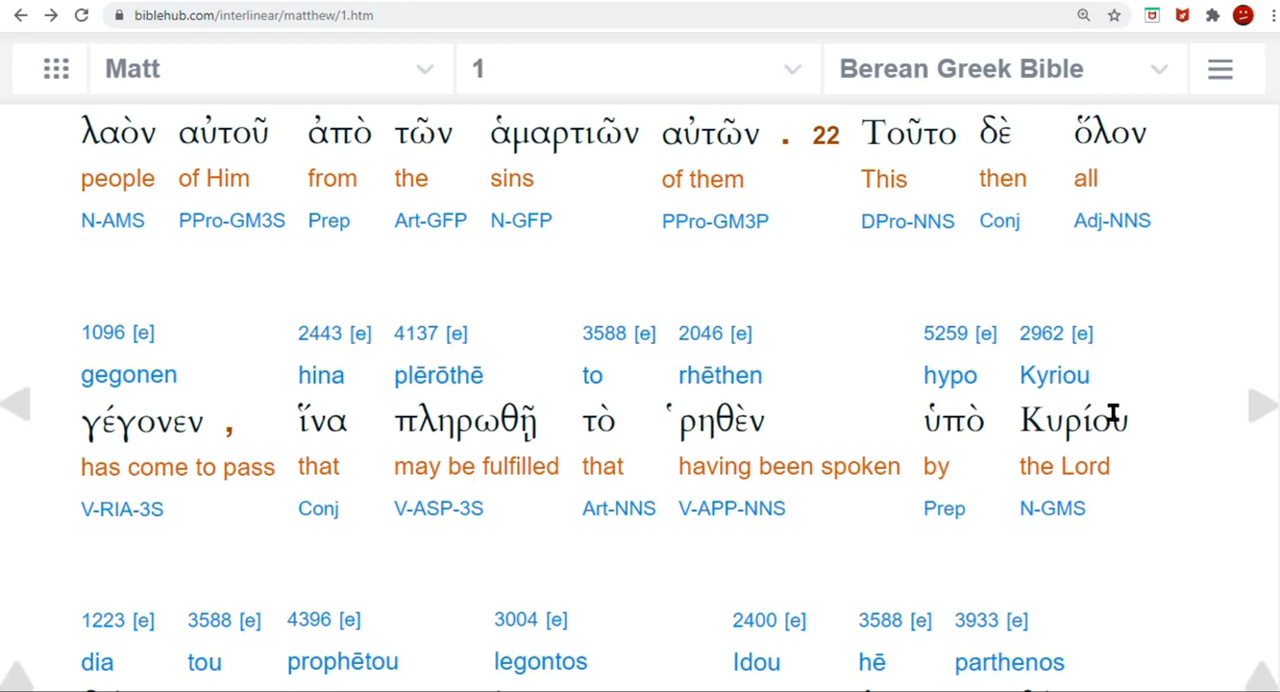 biblehub.com/interlinear/matthew/1.htm
Matt 1 Berean Greek Bible
λαὸν αὐτοῦ ἀπὸ τῶν ἁμαρτιῶν αὐτῶν . 22 Τοῦτο δὲ ὅλον
people of Him from the sins of them This then all
N-AMS PPro-GM3S Prep Art-GFP N-GFP PPro-GM3P DPro-NNS Conj Adj-NNS
1096 [e] 2443 [e] 4137 [e] 3588 [e] 2046 [e] 5259 [e] 2962 [e]
gegonen hina plērōthē to rhēthen hypo Kyriou
γέγονεν , ἵνα πληρωθῇ τὸ ῥηθὲν ὑπὸ Κυρίου
has come to pass that may be fulfilled that having been spoken by the Lord
V-RIA-3S Conj V-ASP-3S Art-NNS V-APP-NNS Prep N-GMS
1223 [e] 3588 [e] 4396 [e] 3004 [e] 2400 [e] 3588 [e] 3933 [e]
dia tou prophētou legontos Idou hē parthenos